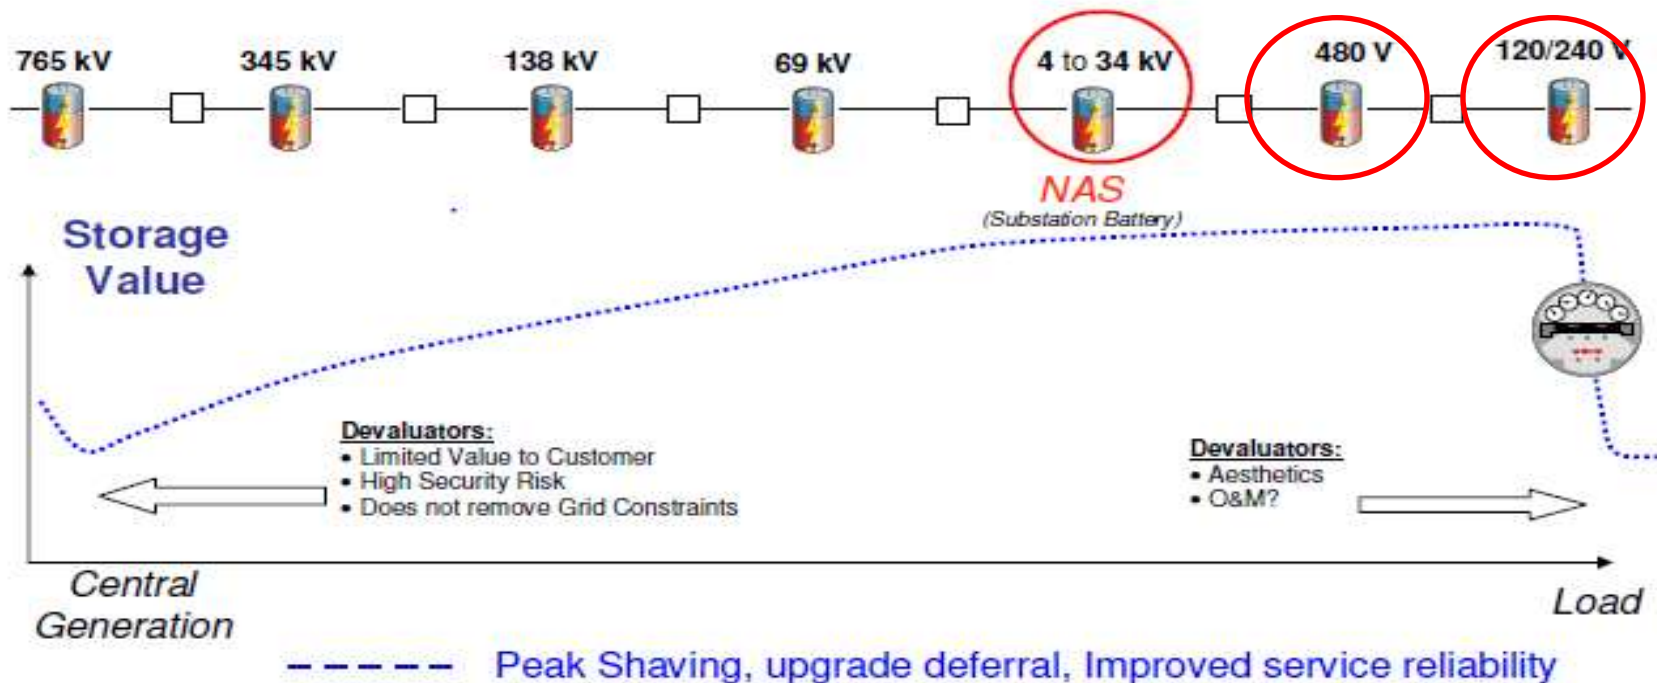 765 kV
345 kV
138 kV
69 kV
4 to 34 kV
480 V
120/240 V
NAS
(Substation Battery)
Storage
Value
Devaluators:
• Limited Value to Customer
• High Security Risk
• Does not remove Grid Constraints
Devaluators:
• Aesthetics
• O&M?
Central
Generation
Load
Peak Shaving, upgrade deferral, Improved service reliability